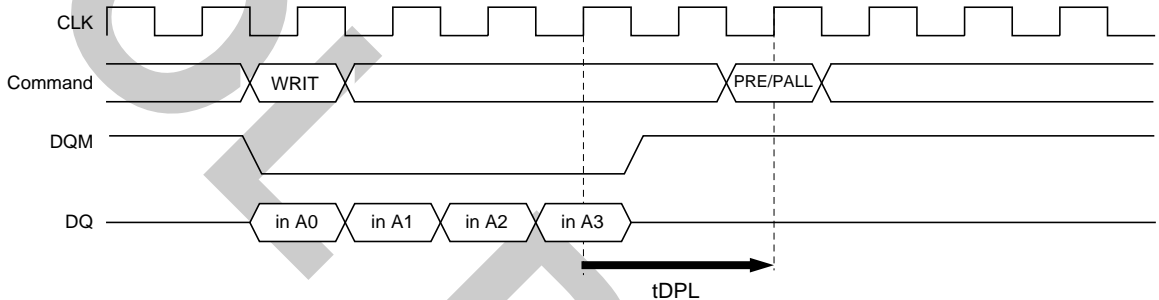 CLK
Command WRIT PRE/PALL
DQM
DQ in A0 in A1 in A2 in A3
tDPL